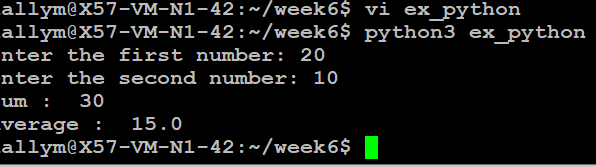 allym@X57-VM-N1-42:~/week6$ vi ex_python
allym@X57-VM-N1-42:~/week6$ python3 ex_python
nter the first number: 20
nter the second number: 10
um :  30
verage :  15.0
allym@X57-VM-N1-42:~/week6$